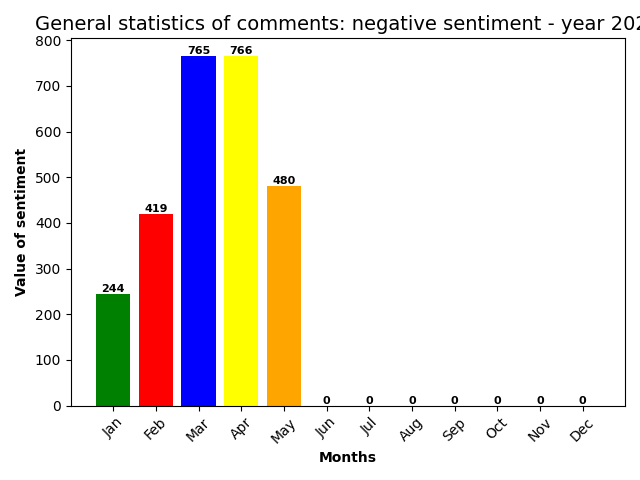 General statistics of comments: negative sentiment - year 202
800
700
600
500
400
300
200
100
0
Value of sentiment
244
419
765
766
480
0
0
0
0
0
0
0
Jan
Feb
Mar
Apr
May
Jun
Jul
Aug
Sep
Oct
Nov
Dec
Months